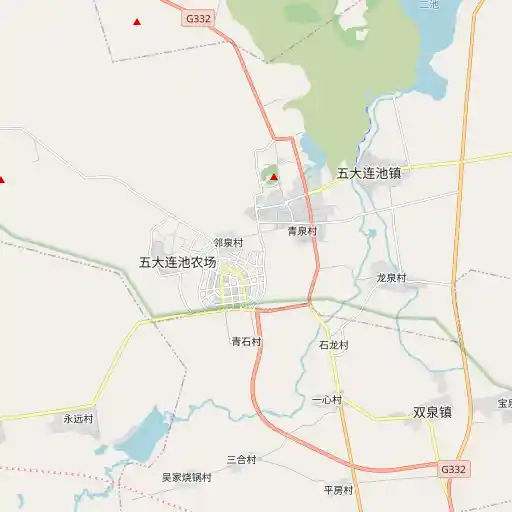 二池
G332
五大连池镇
青泉村
邻泉村
五大连池农场
龙泉村
青石村
石龙村
一心村
双泉镇
宝泉
永远村
三合村
G332
吴家烧锅村
平房村